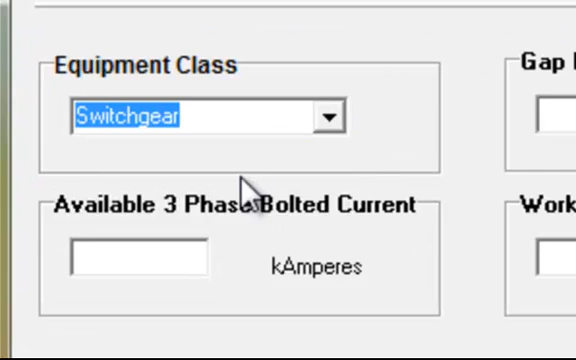 Equipment Class
Gap
Switchgear
Available 3 Phase Bolted Current
Work
kAmperes